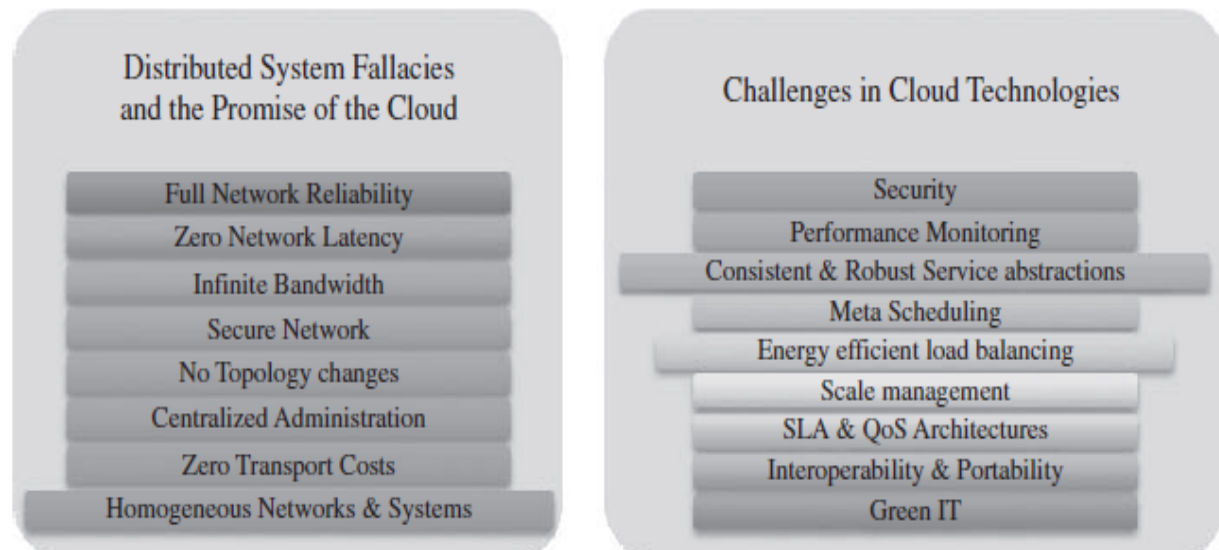 Distributed System Fallacies
and the Promise of the Cloud
Full Network Reliability
Zero Network Latency
Infinite Bandwidth
Secure Network
No Topology changes
Centralized Administration
Zero Transport Costs
Homogeneous Networks & Systems
Challenges in Cloud Technologies
Security
Performance Monitoring
Consistent & Robust Service abstractions
Meta Scheduling
Energy efficient load balancing
Scale management
SLA & QoS Architectures
Interoperability & Portability
Green IT